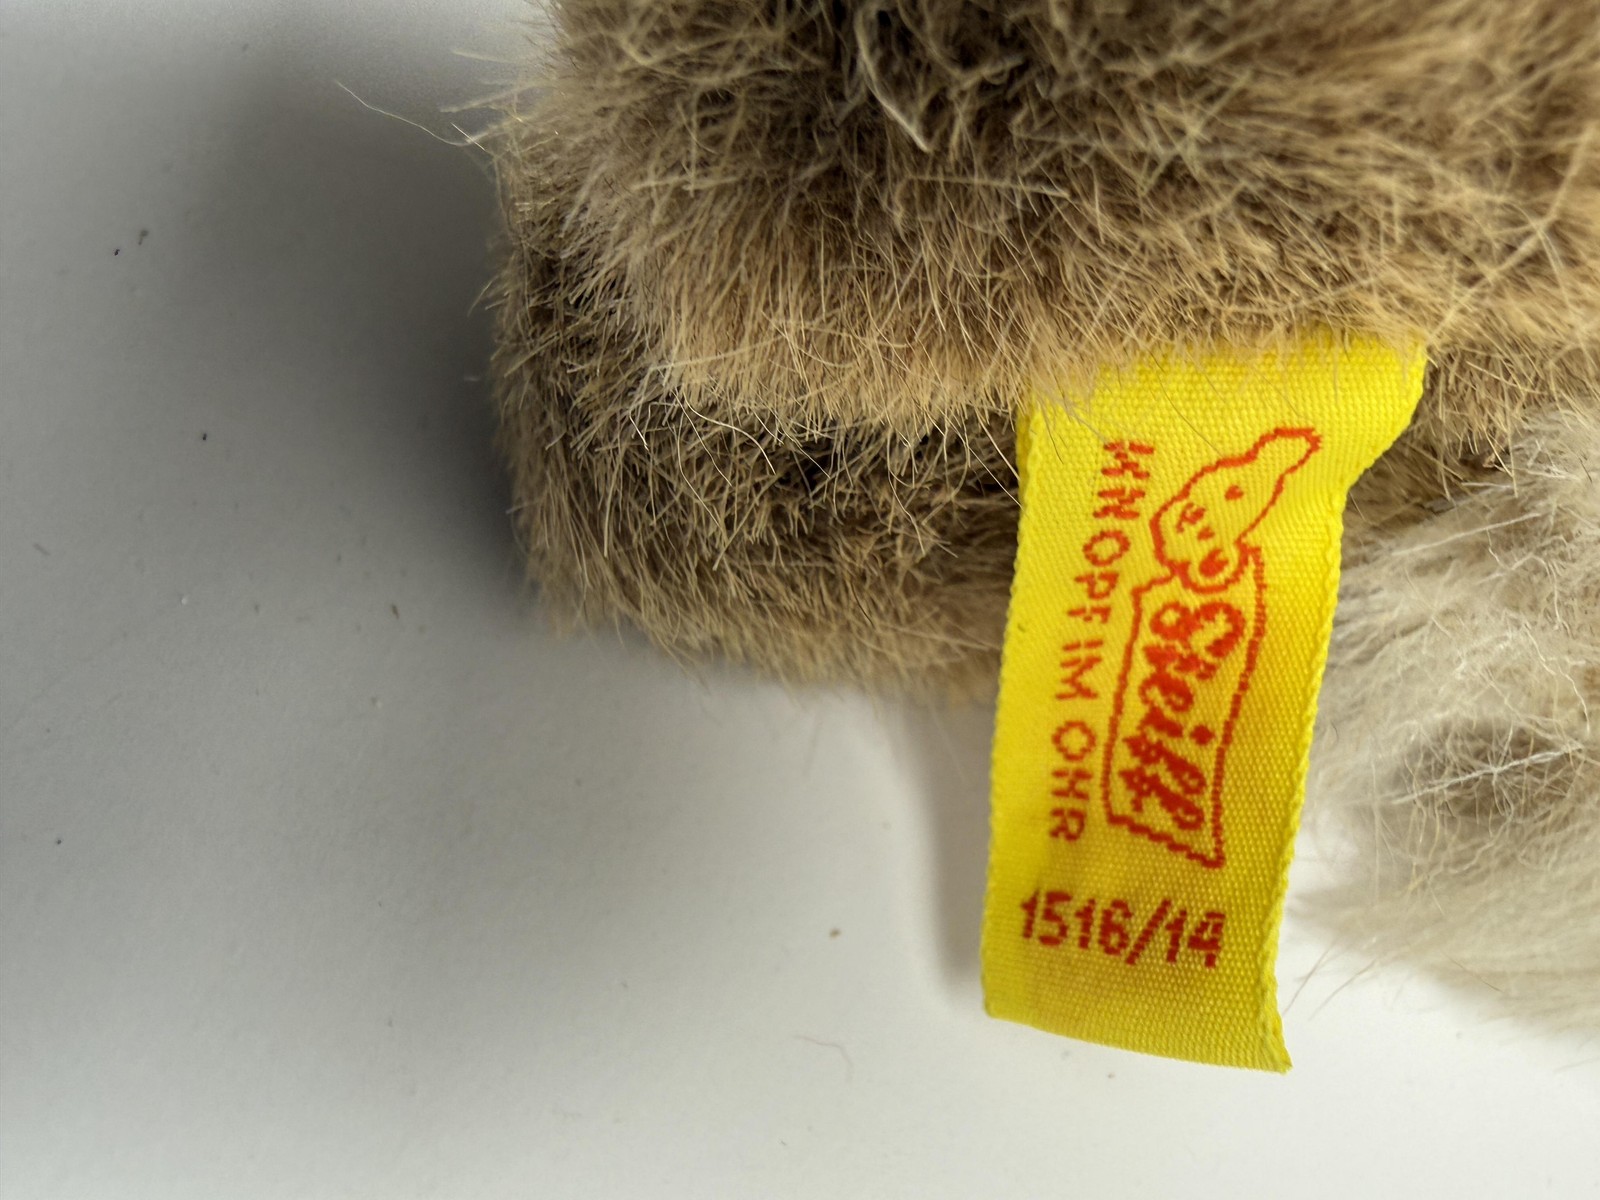 Steiff
KNOPF IM OHR
1516/14